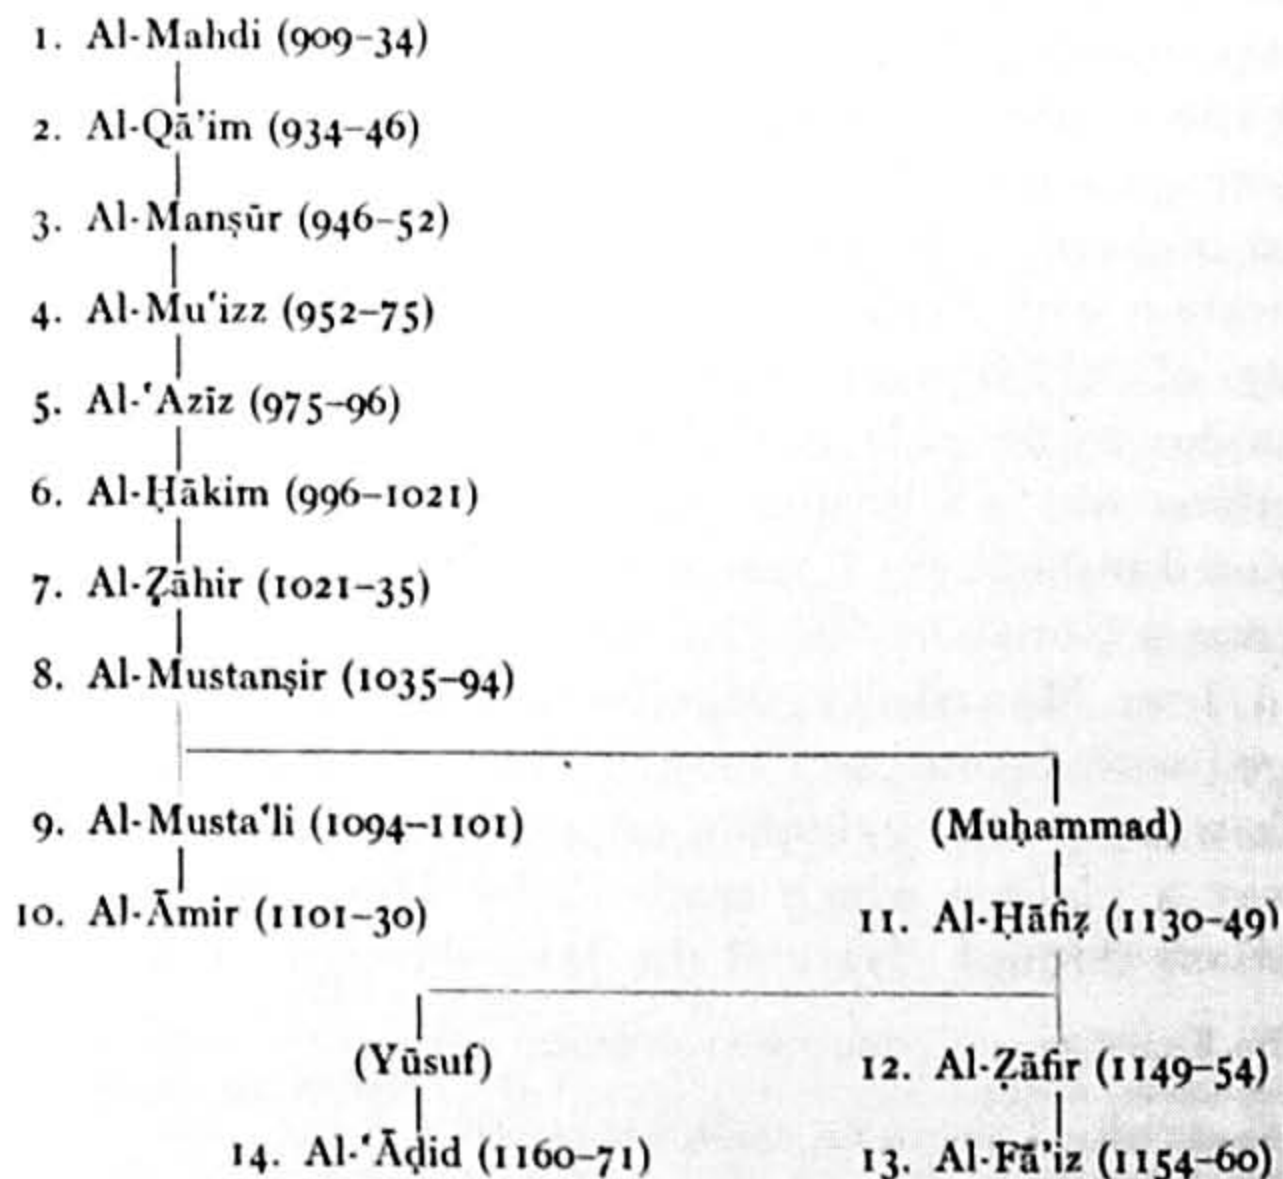 1. Al-Mahdi (909–34)
2. Al-Qā’im (934–46)
3. Al-Manṣūr (946–52)
4. Al-Mu‘izz (952–75)
5. Al-‘Azīz (975–96)
6. Al-Ḥākim (996–1021)
7. Al-Ẓāhir (1021–35)
8. Al-Mustanṣir (1035–94)
9. Al-Musta‘li (1094–1101) (Muḥammad)
10. Al-Āmir (1101–30) 11. Al-Ḥāfiẓ (1130–49)
(Yūsuf) 12. Al-Ẓāfir (1149–54)
14. Al-‘Āḍid (1160–71) 13. Al-Fā’iz (1154–60)